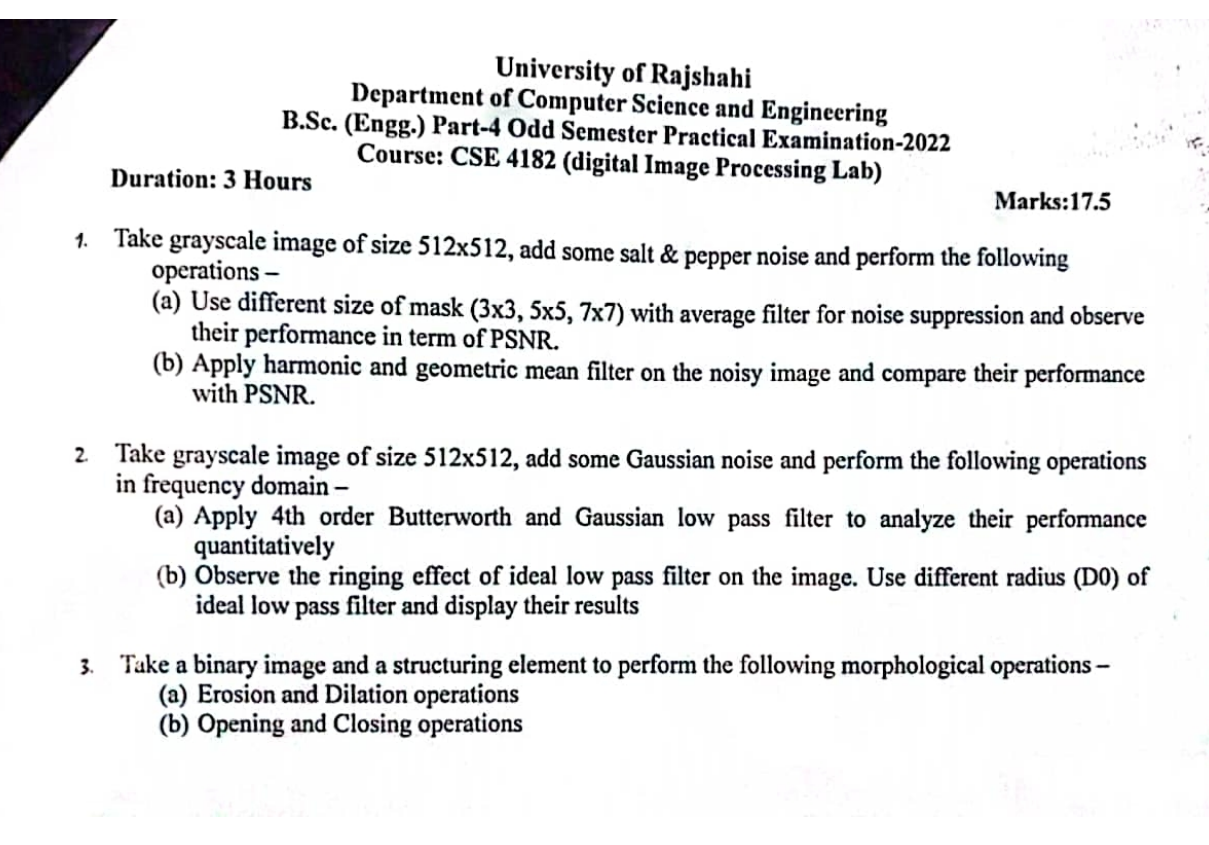 University of Rajshahi
Department of Computer Science and Engineering
B.Sc. (Engg.) Part-4 Odd Semester Practical Examination-2022
Course: CSE 4182 (digital Image Processing Lab)
Duration: 3 Hours
Marks:17.5
1. Take grayscale image of size 512x512, add some salt & pepper noise and perform the following
operations –
(a) Use different size of mask (3x3, 5x5, 7x7) with average filter for noise suppression and observe
their performance in term of PSNR.
(b) Apply harmonic and geometric mean filter on the noisy image and compare their performance
with PSNR.
2. Take grayscale image of size 512x512, add some Gaussian noise and perform the following operations
in frequency domain –
(a) Apply 4th order Butterworth and Gaussian low pass filter to analyze their performance
quantitatively
(b) Observe the ringing effect of ideal low pass filter on the image. Use different radius (D0) of
ideal low pass filter and display their results
3. Take a binary image and a structuring element to perform the following morphological operations –
(a) Erosion and Dilation operations
(b) Opening and Closing operations